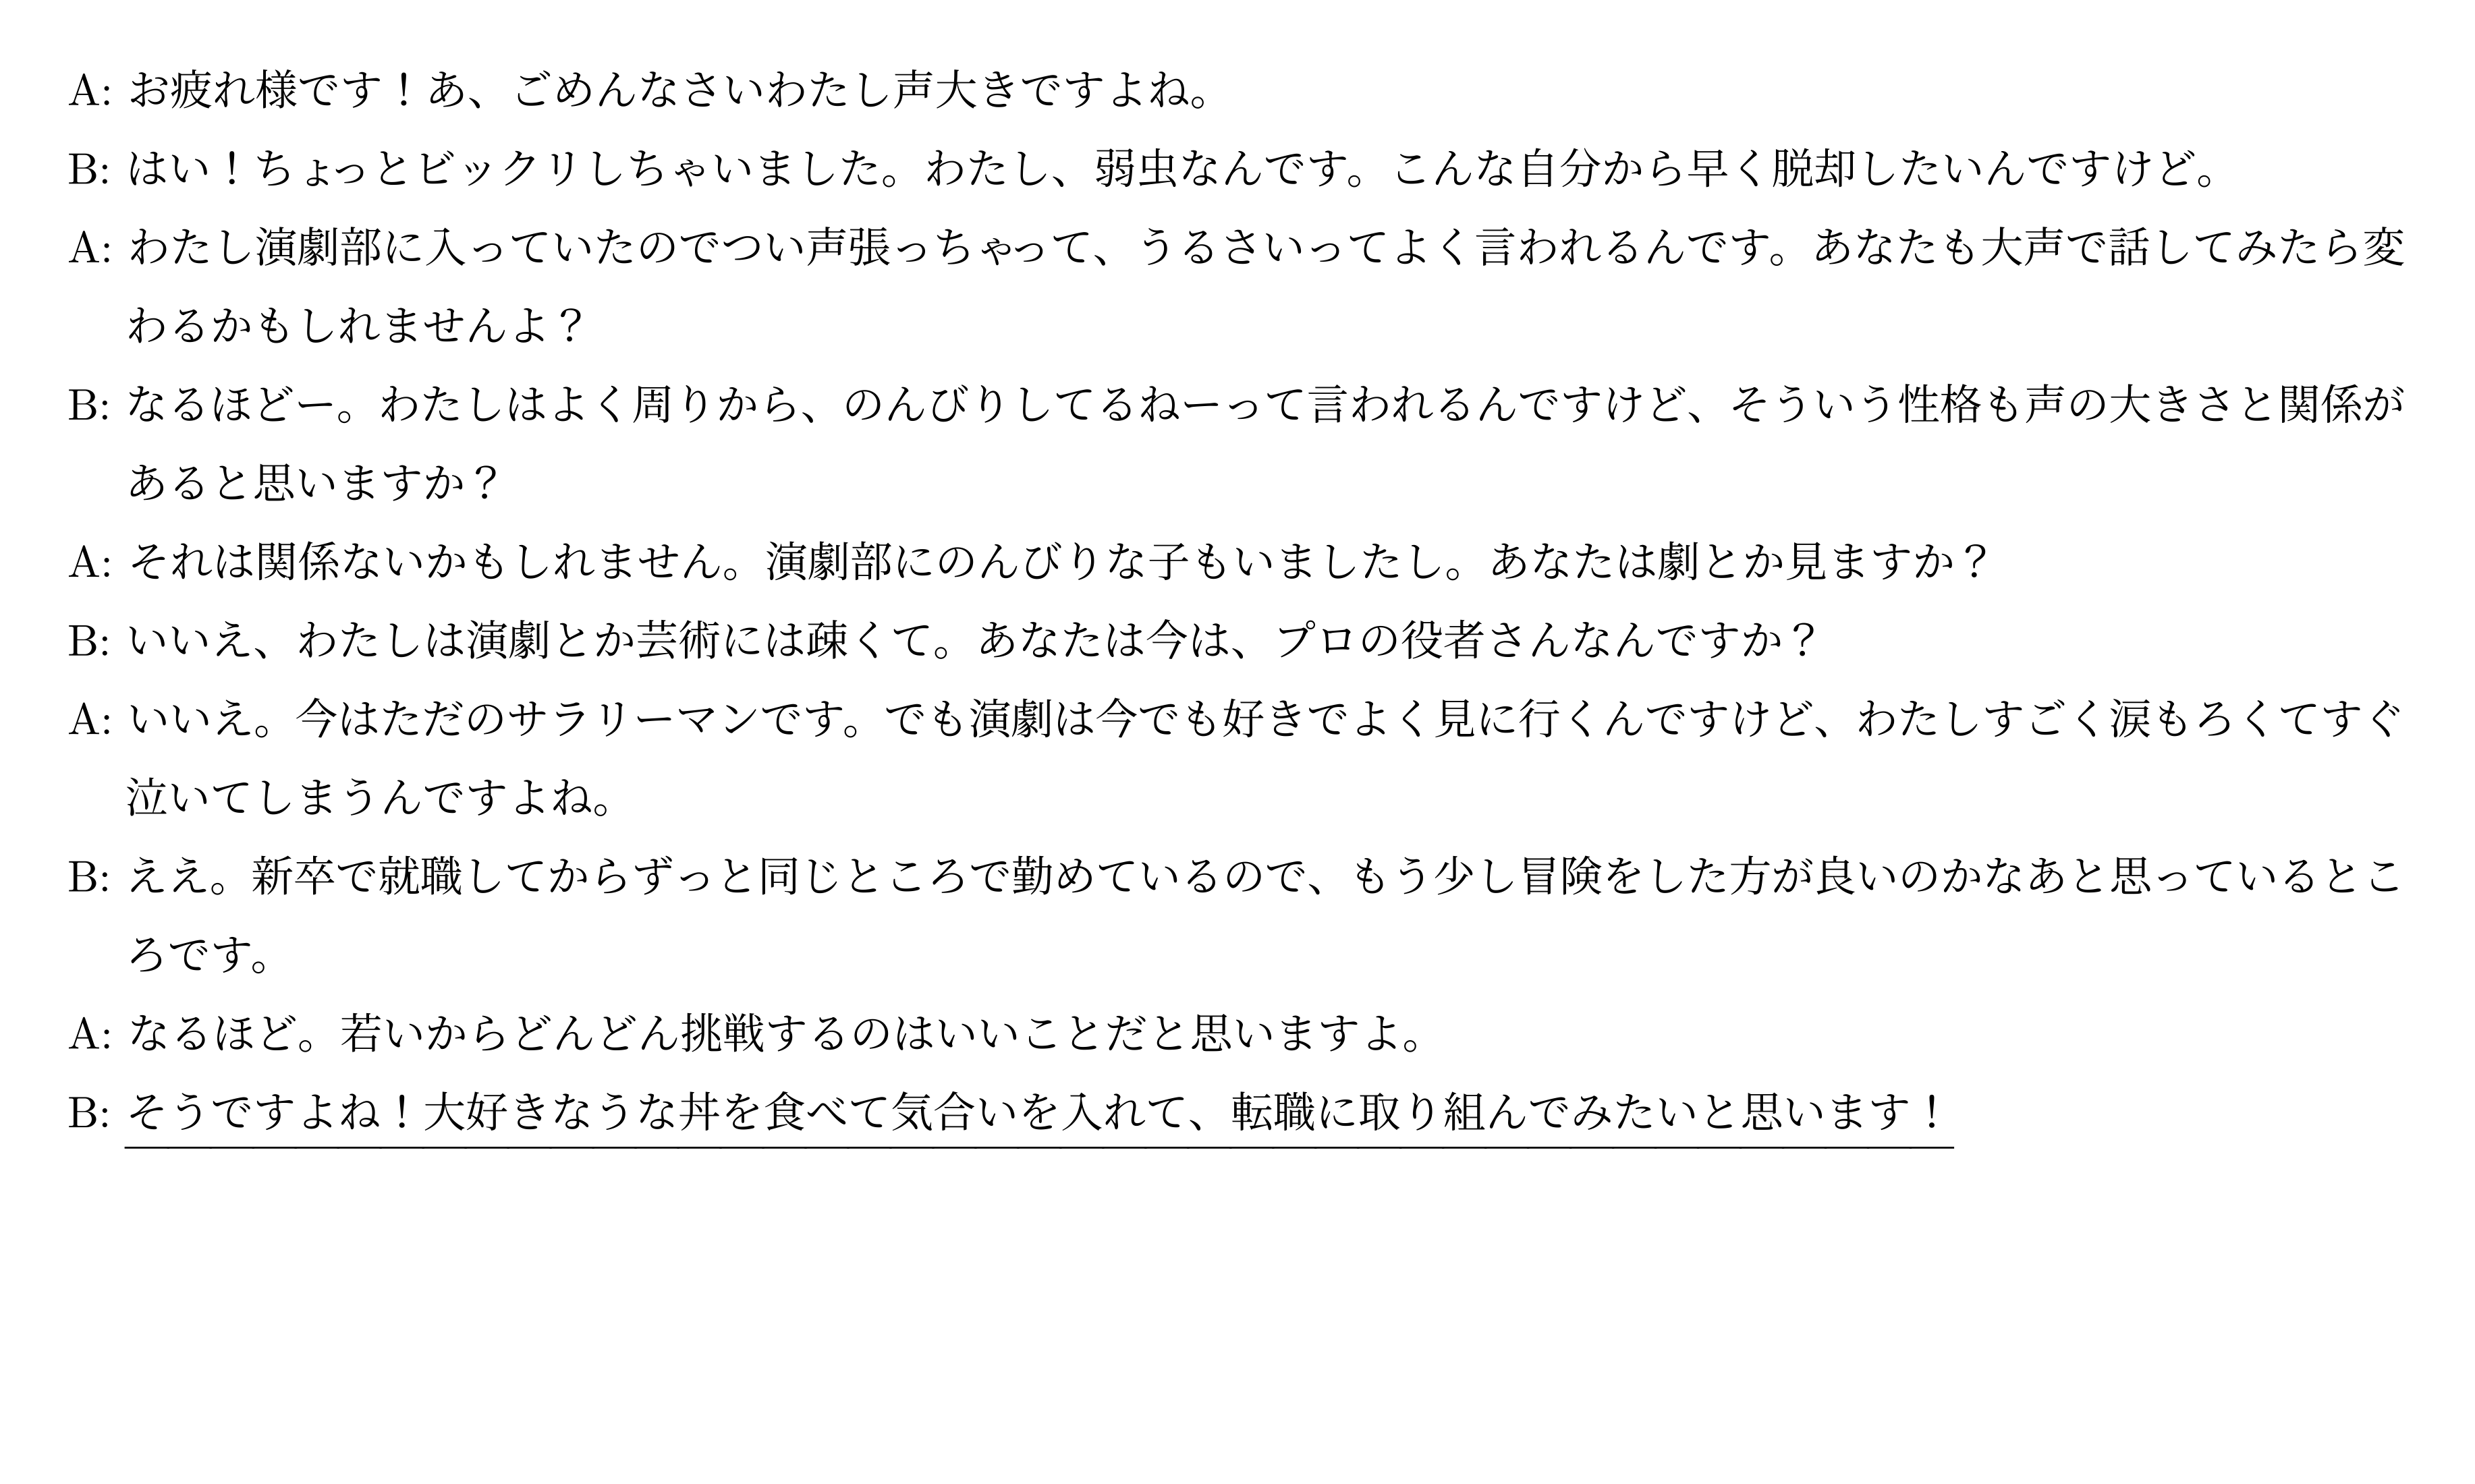 A: お疲れ様です！あ、ごめんなさいわたし声大きですよね。
B: はい！ちょっとビックリしちゃいました。わたし、弱虫なんです。こんな自分から早く脱却したいんですけど。
A: わたし演劇部に入っていたのでつい声張っちゃって、うるさいってよく言われるんです。あなたも大声で話してみたら変
わるかもしれませんよ？
B: なるほどー。わたしはよく周りから、のんびりしてるねーって言われるんですけど、そういう性格も声の大きさと関係が
あると思いますか？
A: それは関係ないかもしれません。演劇部にのんびりな子もいましたし。あなたは劇とか見ますか？
B: いいえ、わたしは演劇とか芸術には疎くて。あなたは今は、プロの役者さんなんですか？
A: いいえ。今はただのサラリーマンです。でも演劇は今でも好きでよく見に行くんですけど、わたしすごく涙もろくてすぐ
泣いてしまうんですよね。
B: ええ。新卒で就職してからずっと同じところで勤めているので、もう少し冒険をした方が良いのかなあと思っているとこ
ろです。
A: なるほど。若いからどんどん挑戦するのはいいことだと思いますよ。
B: そうですよね！大好きなうな丼を食べて気合いを入れて、転職に取り組んでみたいと思います！